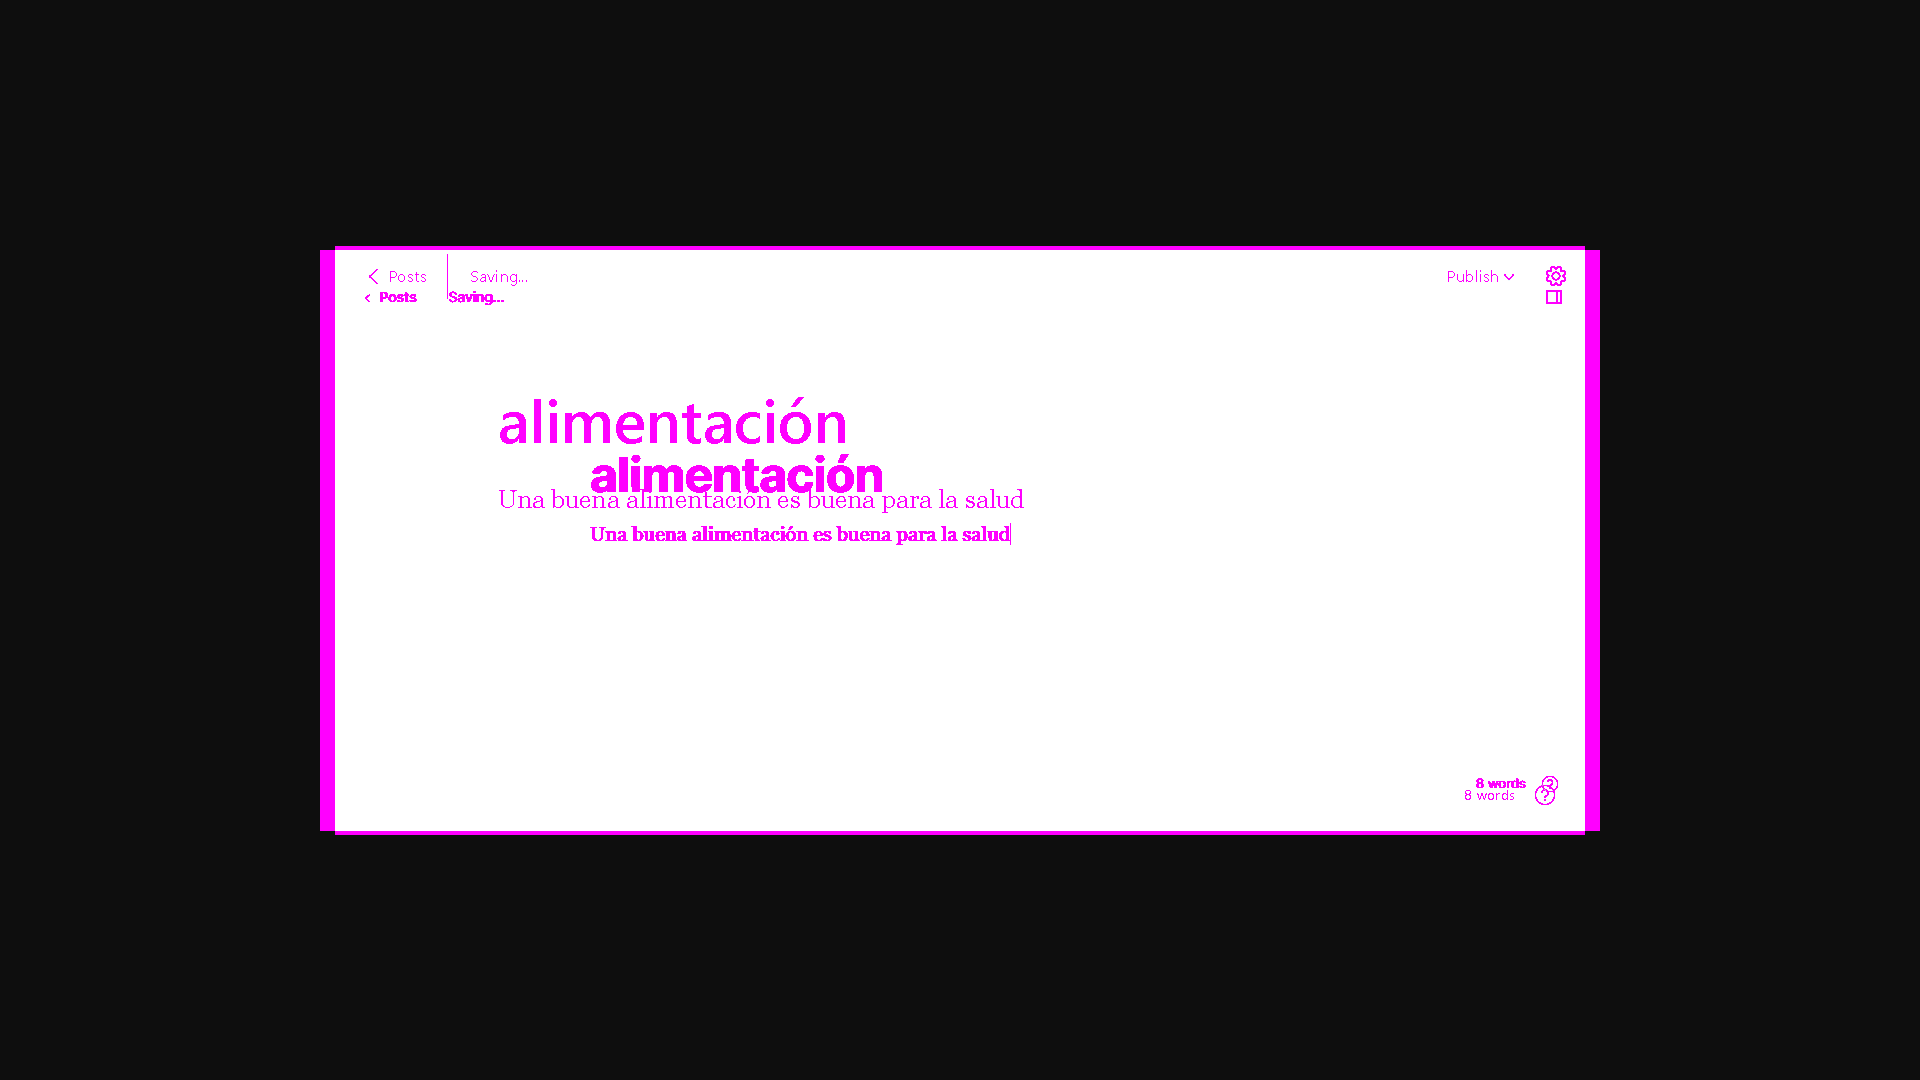 Posts Saving... Publish
Posts Saving...
alimentación
alimentación
Una buena alimentación es buena para la salud
Una buena alimentación es buena para la salud
8 words
8 words